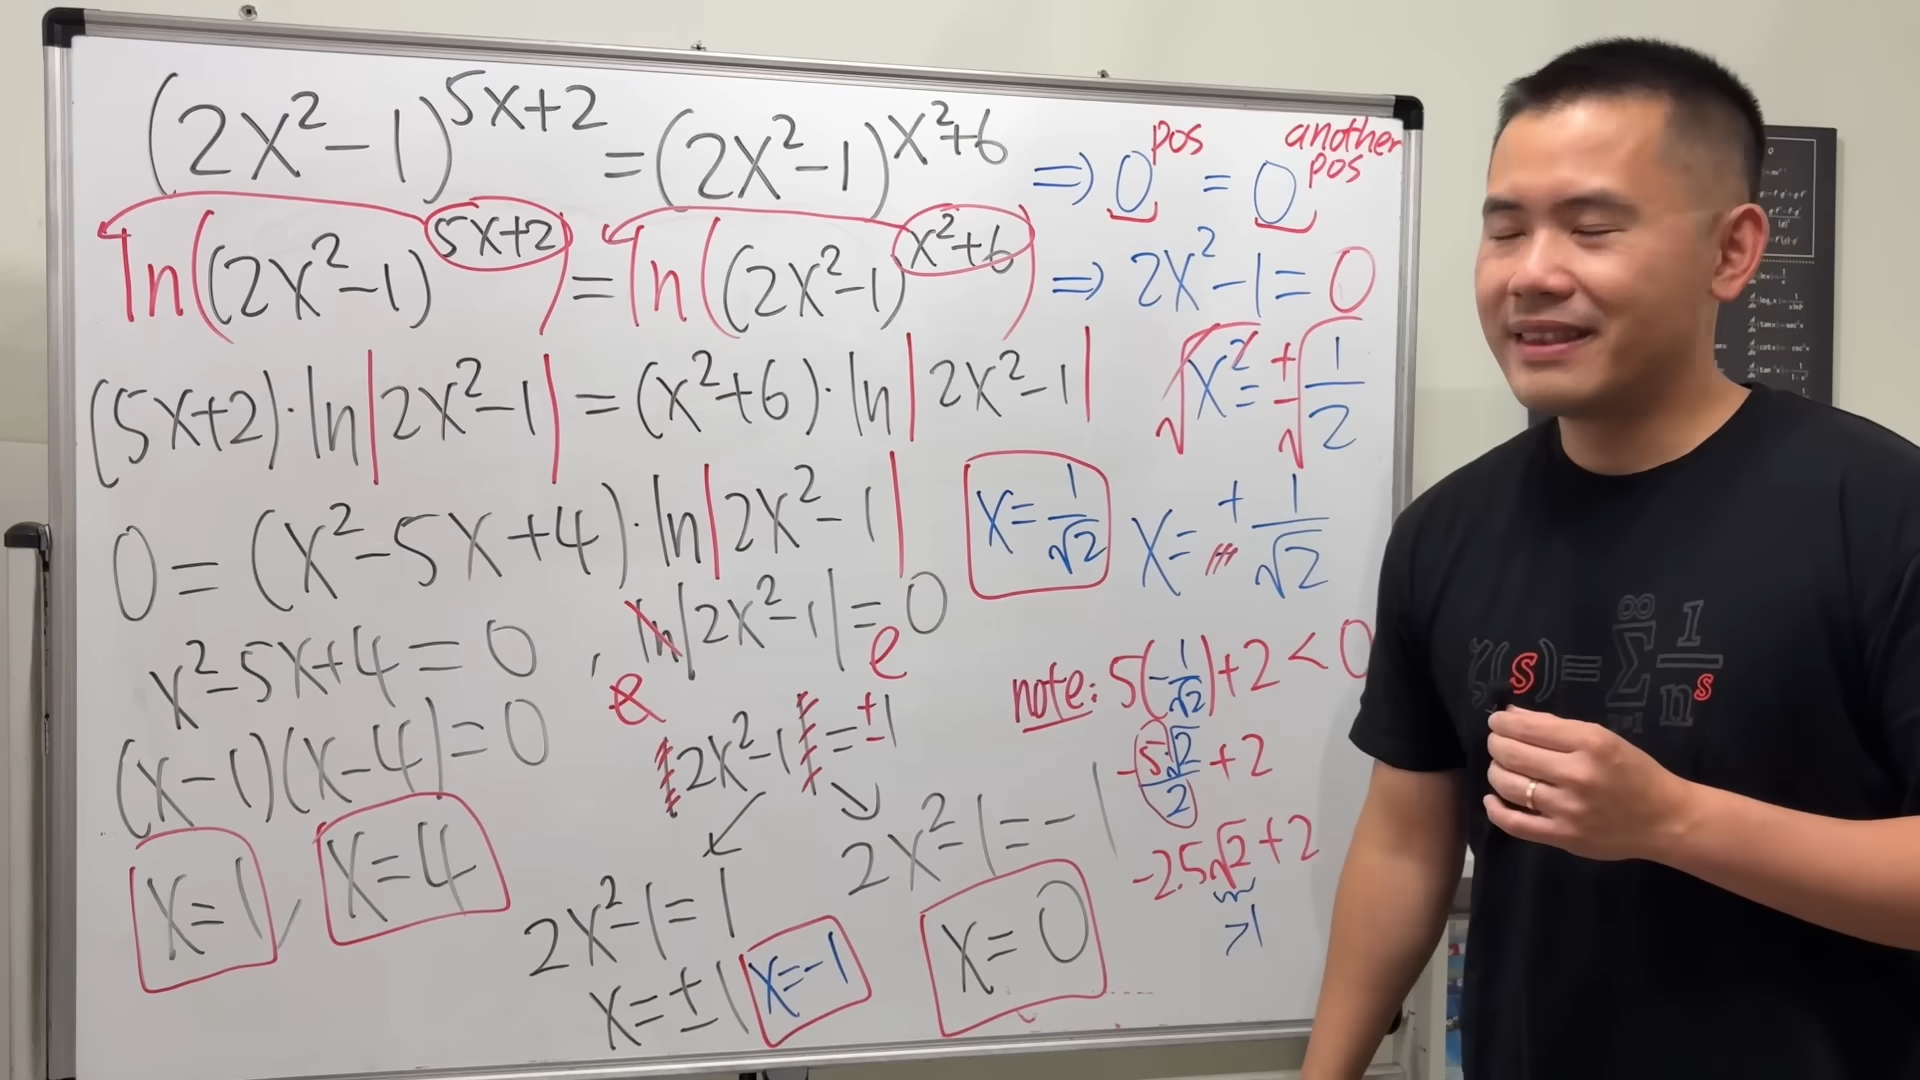 (2x²-1)^(5x+2) = (2x²-1)^(x²+6) => 0^pos = 0^another pos
ln((2x²-1)^(5x+2)) = ln((2x²-1)^(x²+6)) => 2x²-1=0
(5x+2)·ln|2x²-1| = (x²+6)·ln|2x²-1|
√x² = ±√(1/2)
0 = (x²-5x+4)·ln|2x²-1|
x=1/√2
x=±1/√2
x²-5x+4=0, ln|2x²-1|=0
e e
(x-1)(x-4)=0
|2x²-1|=±1
x=1, x=4
2x²-1=1
2x²-1=-1
x=±1
x=-1
x=0
note: 5(-1/√2)+2<0
-5√2/2+2
-2.5√2+2
>1
ζ(s)=∑ 1/n^s
∞